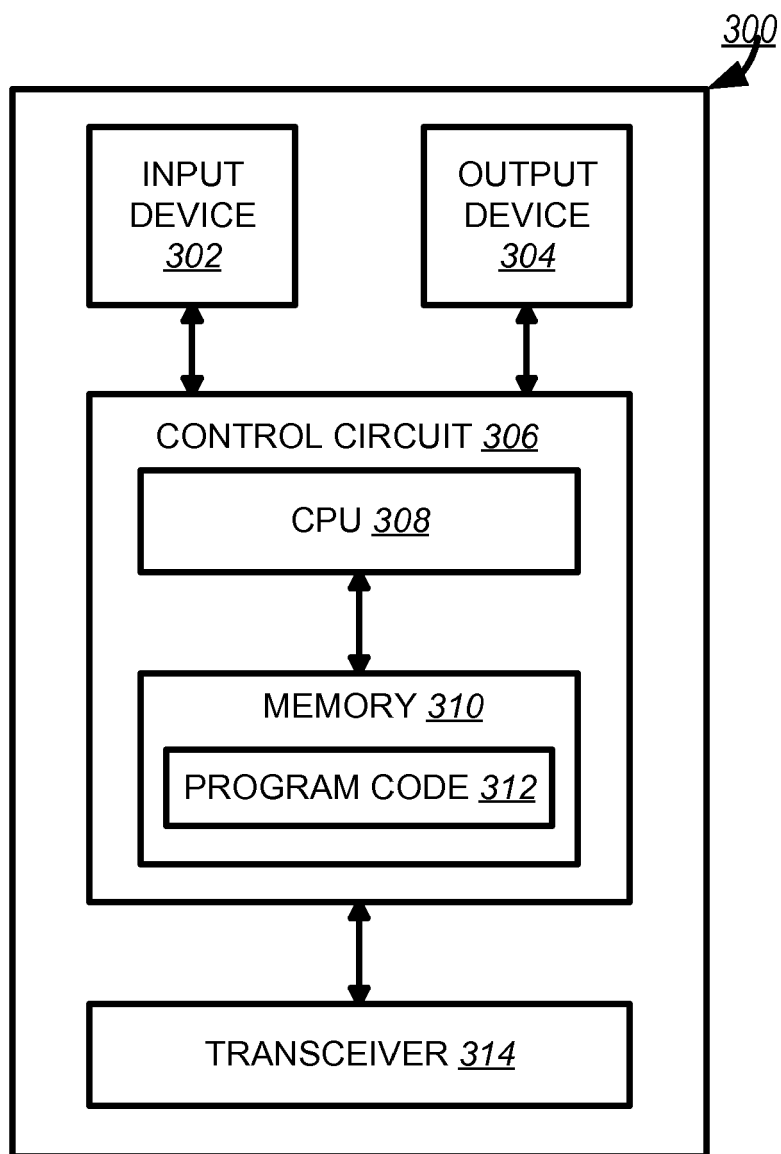 300
INPUT
DEVICE
302
OUTPUT
DEVICE
304
CONTROL CIRCUIT 306
CPU 308
MEMORY 310
PROGRAM CODE 312
TRANSCEIVER 314